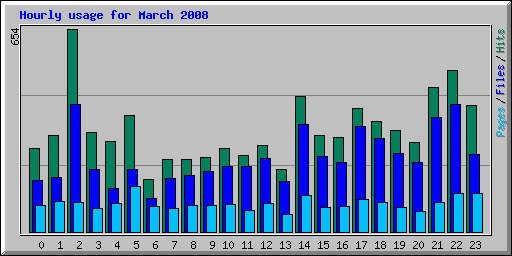 Hourly usage for March 2008
654
Pages/Files/Hits
0 1 2 3 4 5 6 7 8 9 10 11 12 13 14 15 16 17 18 19 20 21 22 23